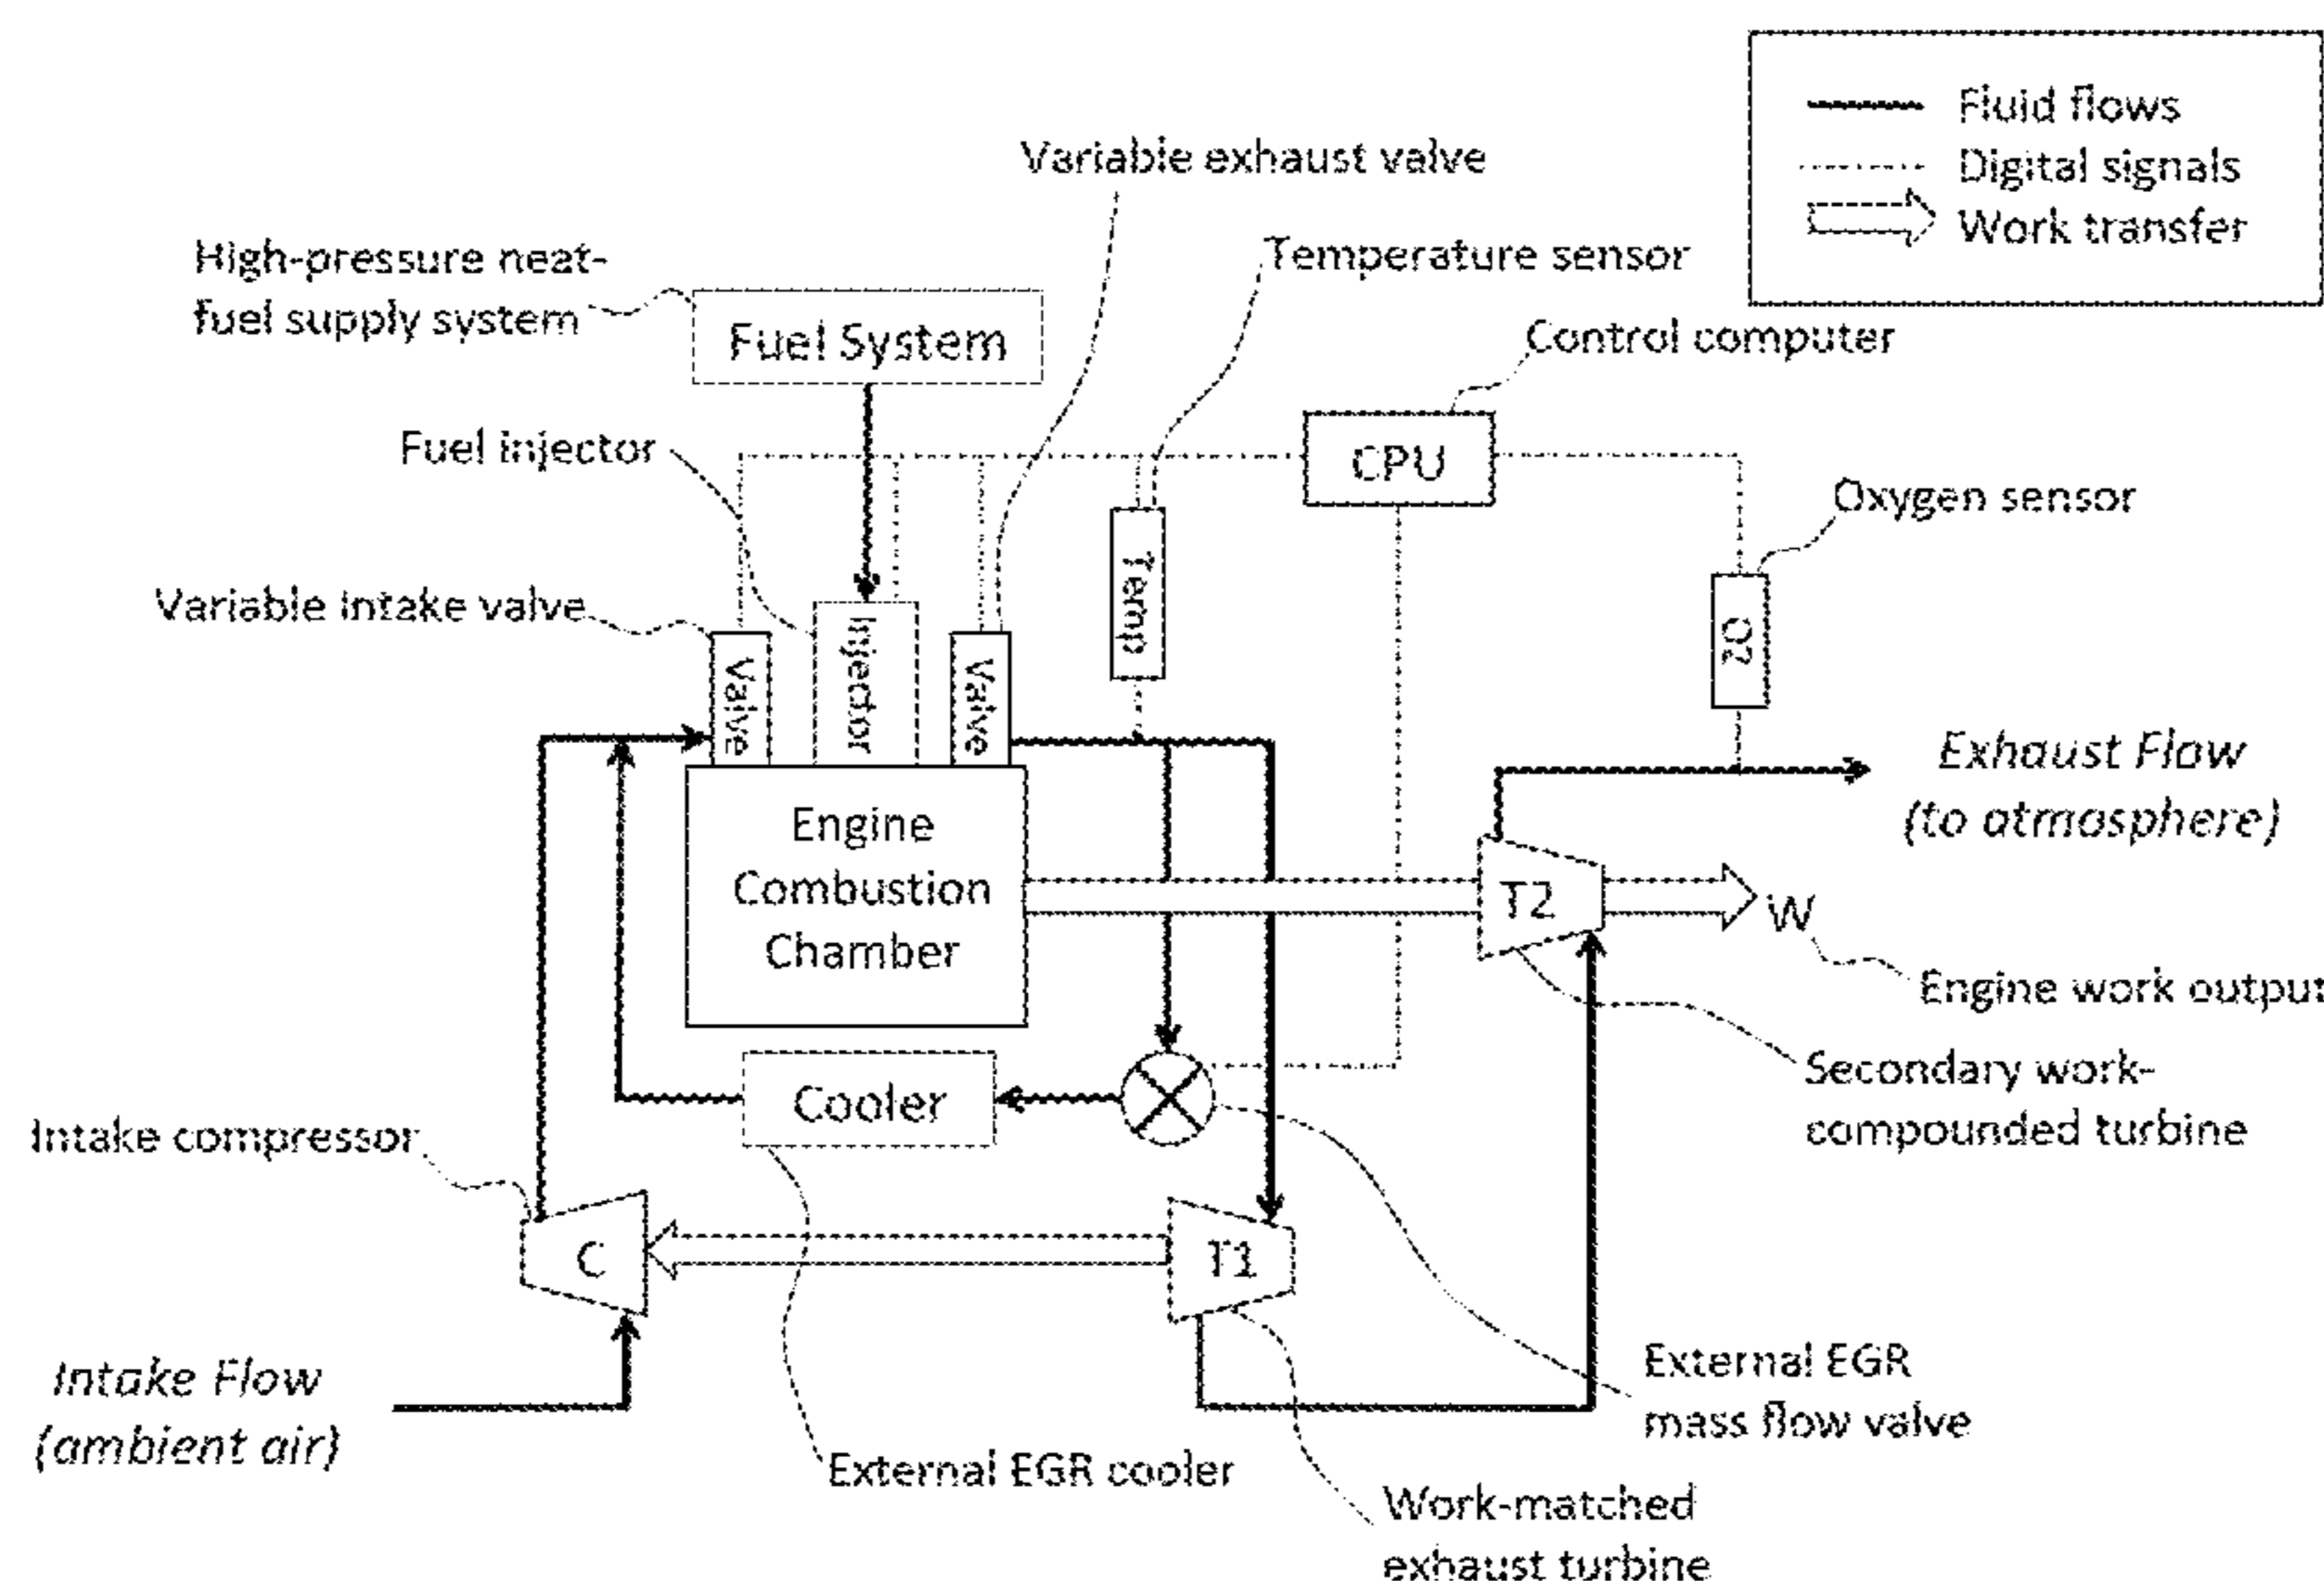 Fluid flows
Digital signals
Work transfer
Variable exhaust valve
High-pressure neat-
fuel supply system
Temperature sensor
Fuel System
Control computer
Fuel injector
CPU
Oxygen sensor
Temp
Variable intake valve
Valve
Injector
Valve
O2
Exhaust Flow
(to atmosphere)
Engine
Combustion
Chamber
T2
W
Engine work output
Secondary work-
compounded turbine
Cooler
Intake compressor
C
T1
Intake Flow
(ambient air)
External EGR
mass flow valve
External EGR cooler
Work-matched
exhaust turbine